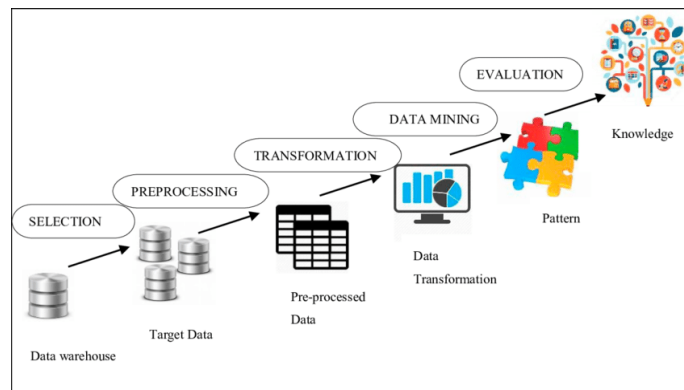 EVALUATION
Knowledge
DATA MINING
Pattern
TRANSFORMATION
Data
Transformation
PREPROCESSING
Pre-processed
Data
SELECTION
Target Data
Data warehouse